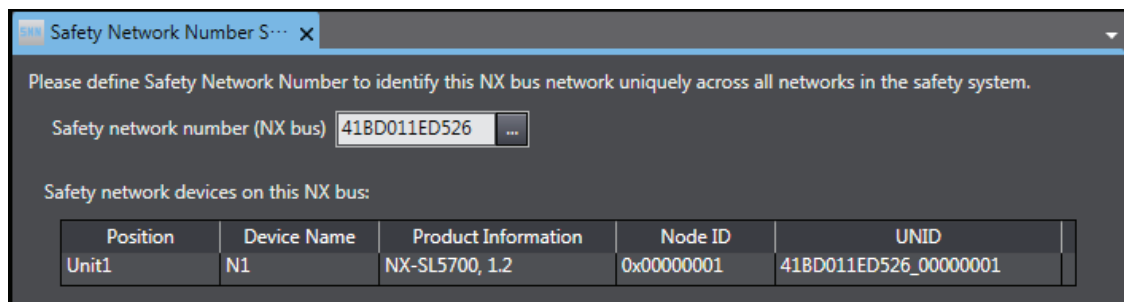 SNN Safety Network Number S···
Please define Safety Network Number to identify this NX bus network uniquely across all networks in the safety system.
Safety network number (NX bus) 41BD011ED526 ...
Safety network devices on this NX bus:
Position Device Name Product Information Node ID UNID
Unit1 N1 NX-SL5700, 1.2 0x00000001 41BD011ED526_00000001